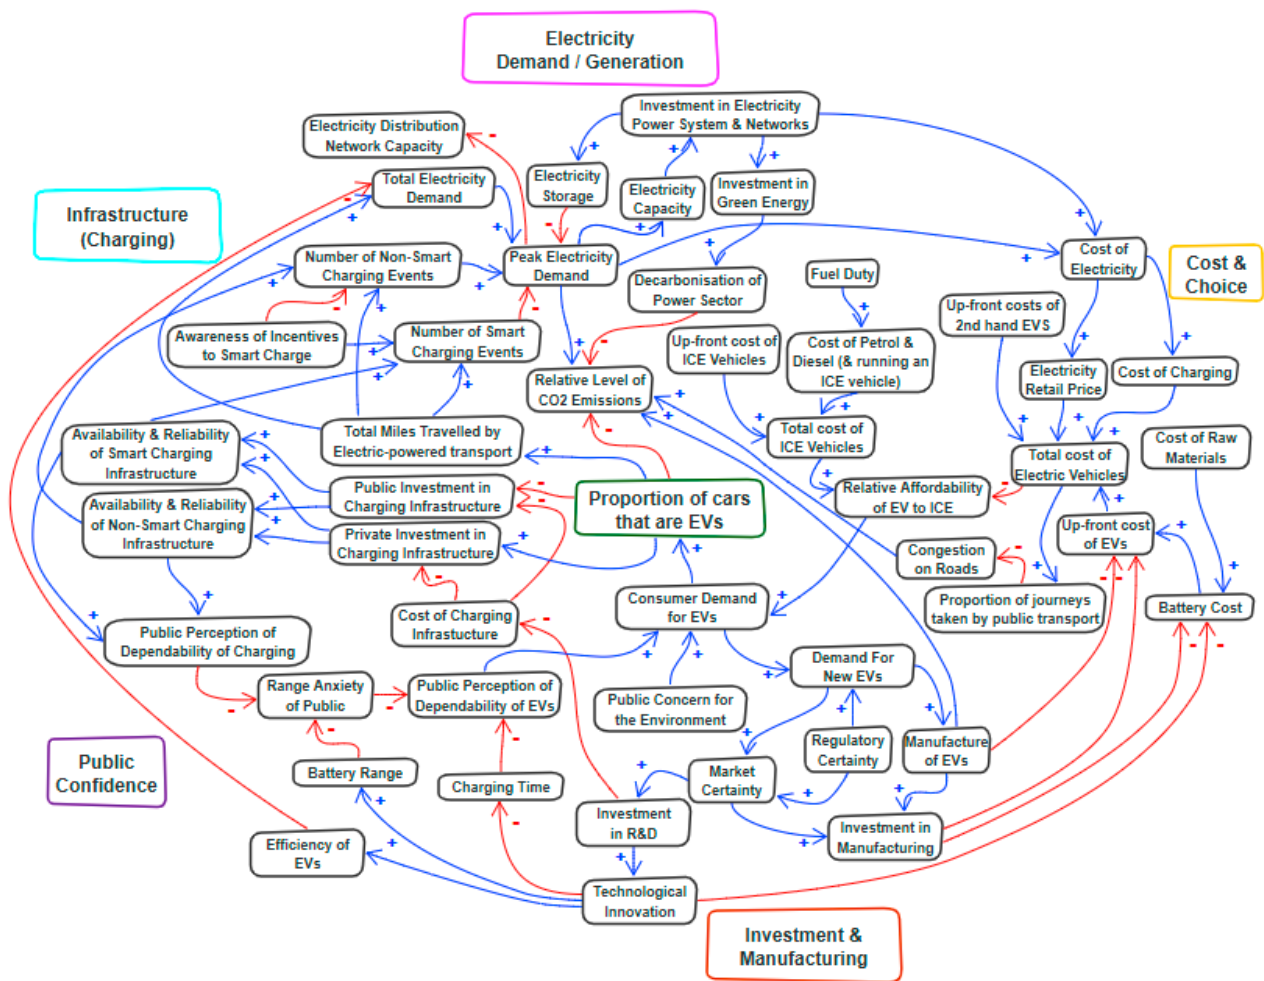 Electricity
Demand / Generation
Investment in Electricity
Power System & Networks
Electricity Distribution
Network Capacity
Total Electricity
Demand
Electricity
Storage
Electricity
Capacity
Investment in
Green Energy
Infrastructure
(Charging)
Number of Non-Smart
Charging Events
Peak Electricity
Demand
Decarbonisation of
Power Sector
Fuel Duty
Cost of
Electricity
Cost &
Choice
Awareness of Incentives
to Smart Charge
Number of Smart
Charging Events
Up-front cost of
ICE Vehicles
Cost of Petrol &
Diesel (& running an
ICE vehicle)
Up-front costs of
2nd hand EVS
Electricity
Retail Price
Cost of Charging
Relative Level of
CO2 Emissions
Availability & Reliability
of Smart Charging
Infrastructure
Total Miles Travelled by
Electric-powered transport
Total cost of
ICE Vehicles
Total cost of
Electric Vehicles
Cost of Raw
Materials
Public Investment in
Charging Infrastructure
Proportion of cars
that are EVs
Relative Affordability
of EV to ICE
Availability & Reliability
of Non-Smart Charging
Infrastructure
Private Investment in
Charging Infrastructure
Up-front cost
of EVs
Congestion
on Roads
Cost of Charging
Infrastucture
Consumer Demand
for EVs
Proportion of journeys
taken by public transport
Battery Cost
Public Perception of
Dependability of Charging
Range Anxiety
of Public
Public Perception of
Dependability of EVs
Public Concern for
the Environment
Demand For
New EVs
Regulatory
Certainty
Manufacture
of EVs
Public
Confidence
Battery Range
Charging Time
Market
Certainty
Investment
in R&D
Investment in
Manufacturing
Efficiency of
EVs
Technological
Innovation
Investment &
Manufacturing